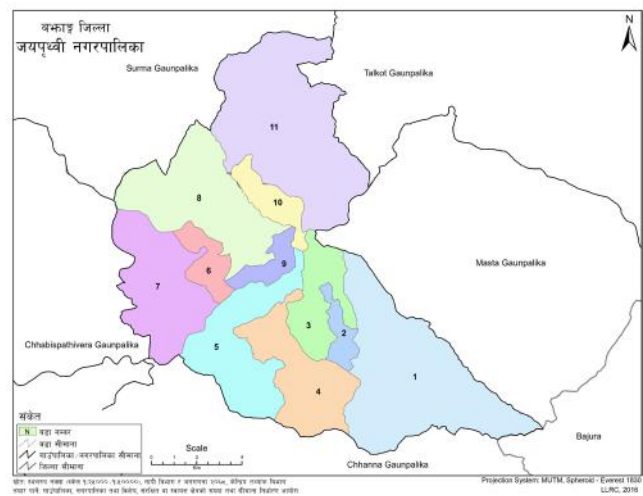 बझाङ्ग जिल्ला
जयपृथ्वी नगरपालिका
N
Surma Gaunpalika
Talkot Gaunpalika
11
8
10
9
6
7
Masta Gaunpalika
3
2
5
Chhabispathivera Gaunpalika
1
4
संकेत
N वडा नम्बर
वडा सीमाना
गाउँपालिका/नगरपालिका सीमाना
जिल्ला सीमाना
Scale
Bajura
Chhanna Gaunpalika
Projection System: MUTM, Spheroid - Everest 1830
LLRC, 2016